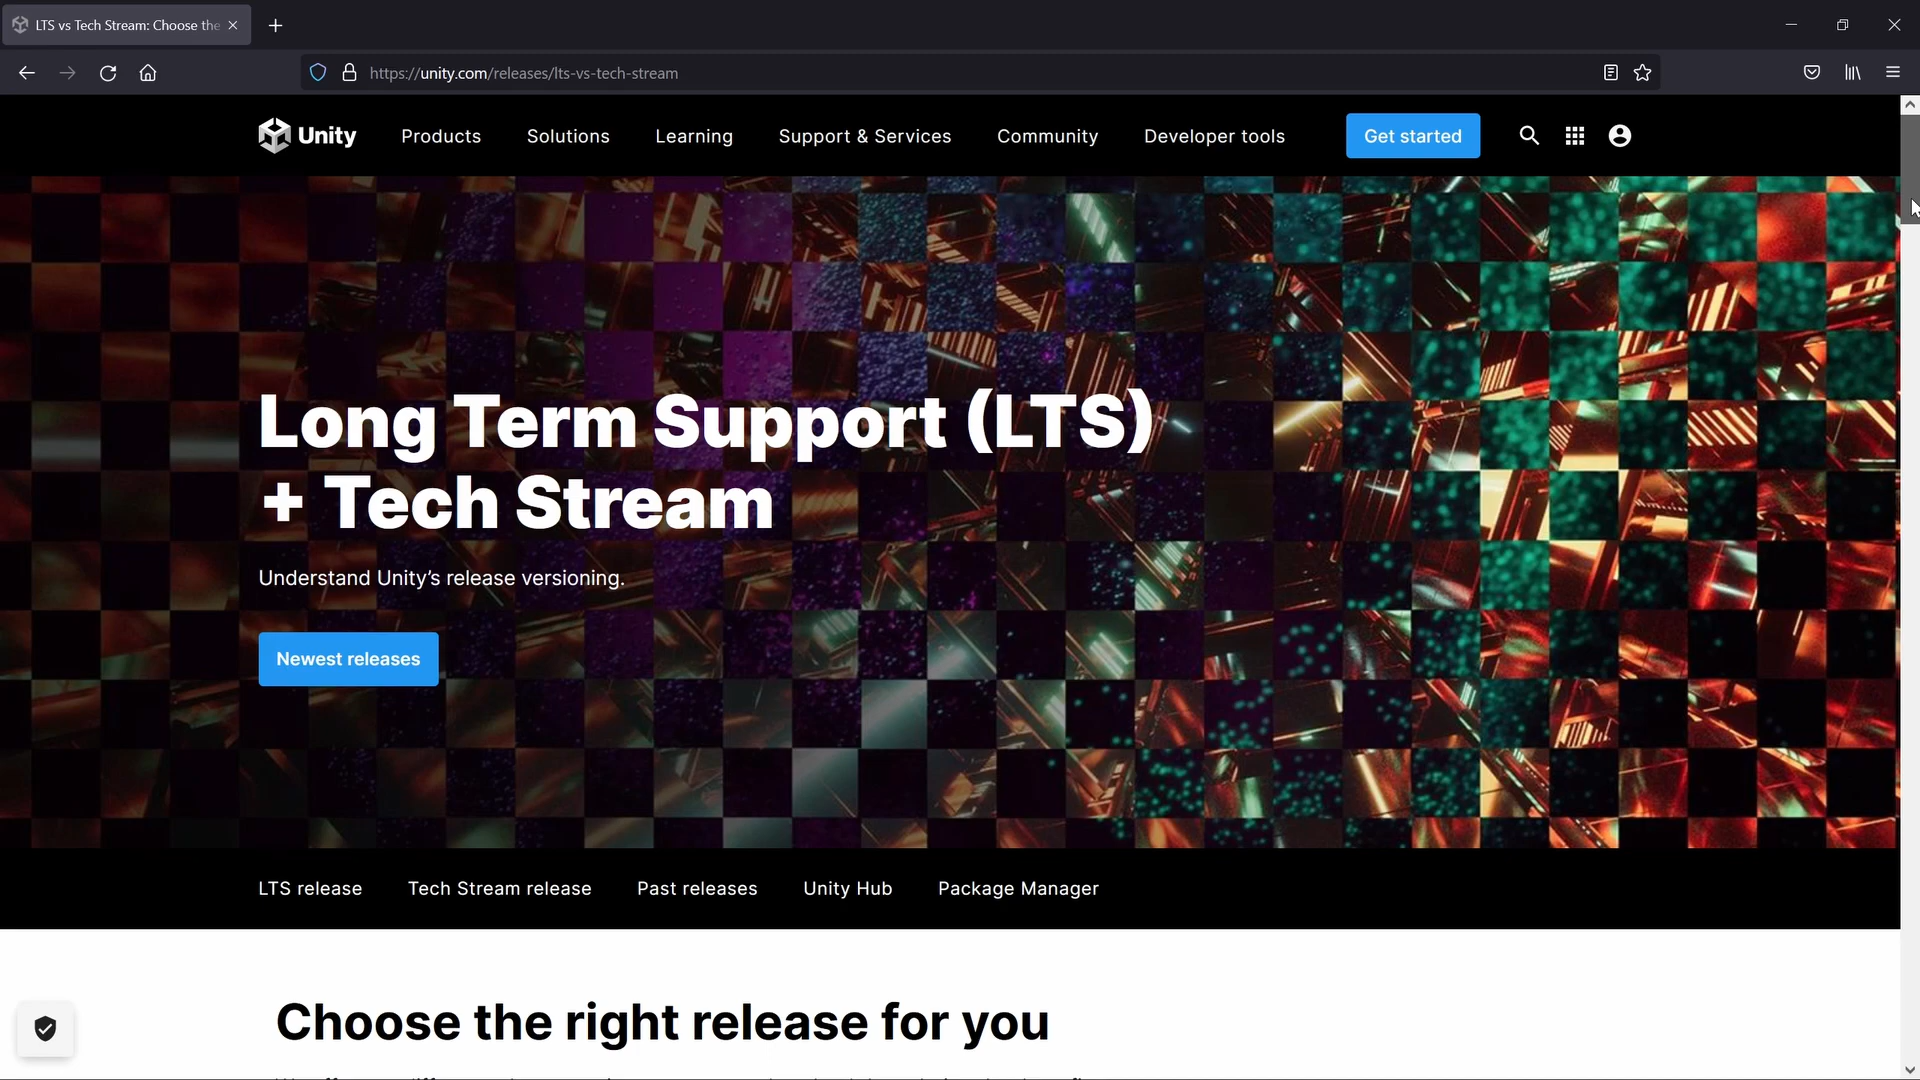 LTS vs Tech Stream: Choose the
https://unity.com/releases/lts-vs-tech-stream
Unity
Products
Solutions
Learning
Support & Services
Community
Developer tools
Get started
Long Term Support (LTS)
+ Tech Stream
Understand Unity’s release versioning.
Newest releases
LTS release
Tech Stream release
Past releases
Unity Hub
Package Manager
Choose the right release for you